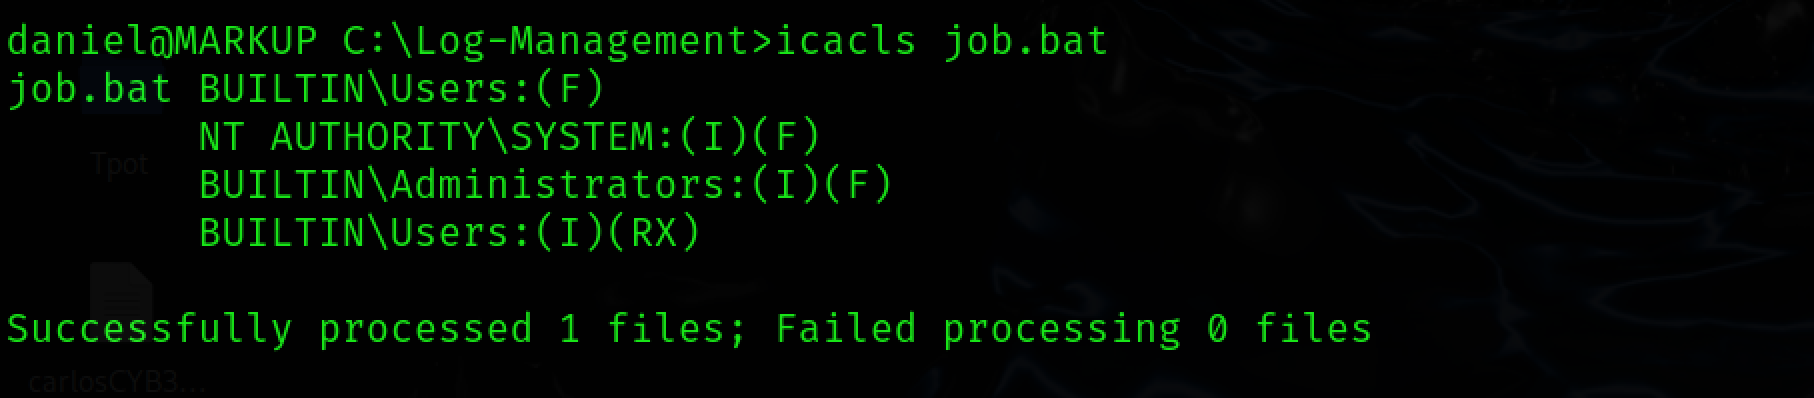 daniel@MARKUP C:\Log-Management>icacls job.bat
job.bat BUILTIN\Users:(F)
NT AUTHORITY\SYSTEM:(I)(F)
Tpot
BUILTIN\Administrators:(I)(F)
BUILTIN\Users:(I)(RX)
Successfully processed 1 files; Failed processing 0 files
carlosCYB3...